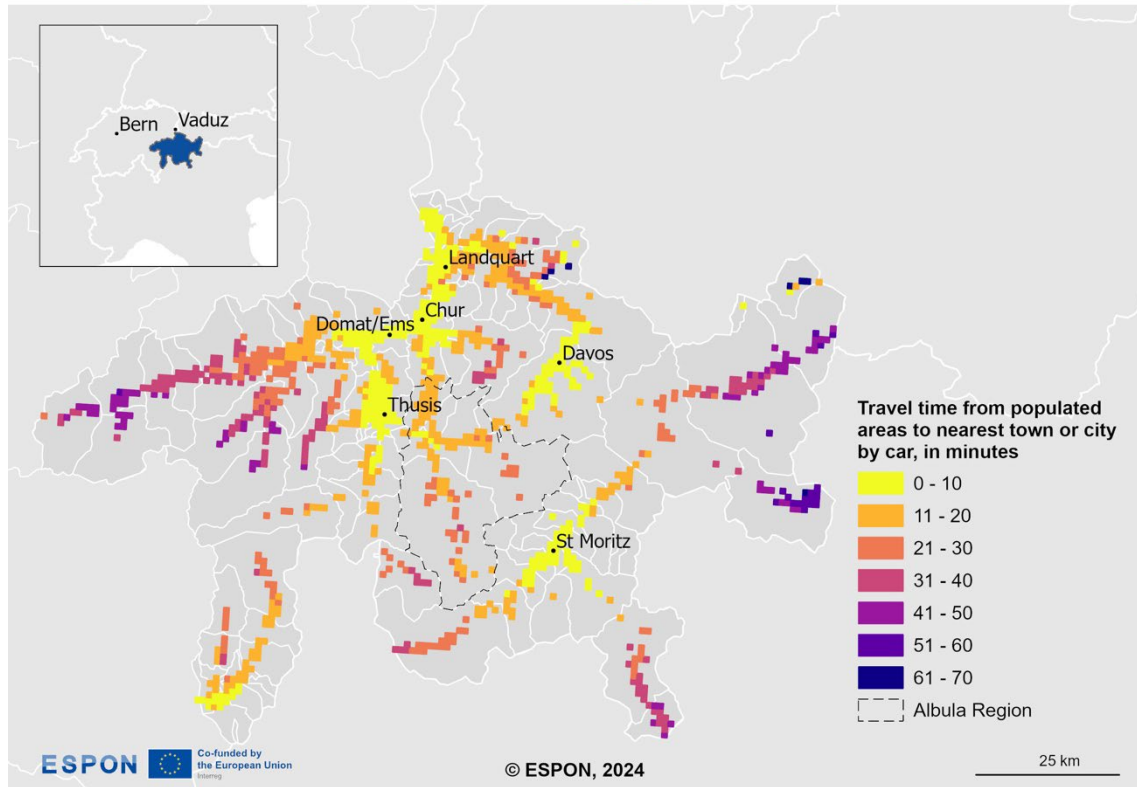 Bern
Vaduz
Landquart
Chur
Domat/Ems
Davos
Thusis
St Moritz
Travel time from populated
areas to nearest town or city
by car, in minutes
0 - 10
11 - 20
21 - 30
31 - 40
41 - 50
51 - 60
61 - 70
Albula Region
ESPON
Co-funded by
the European Union
Interreg
© ESPON, 2024
25 km